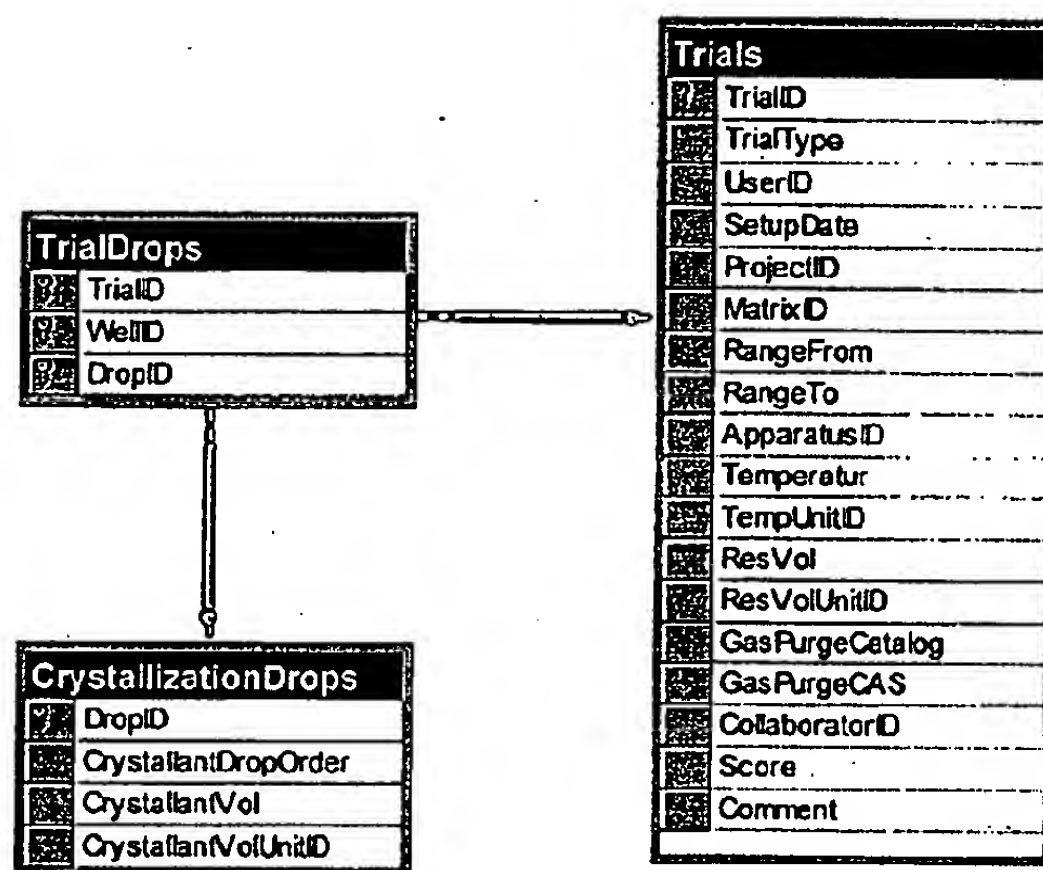 Trials
TrialID
TrialType
UserID
SetupDate
ProjectID
MatrixID
RangeFrom
RangeTo
ApparatusID
Temperatur
TempUnitID
ResVol
ResVolUnitID
GasPurgeCatalog
GasPurgeCAS
CollaboratorID
Score
Comment
TrialDrops
TrialID
WellID
DropID
CrystallizationDrops
DropID
CrystallantDropOrder
CrystallantVol
CrystallantVolUnitID